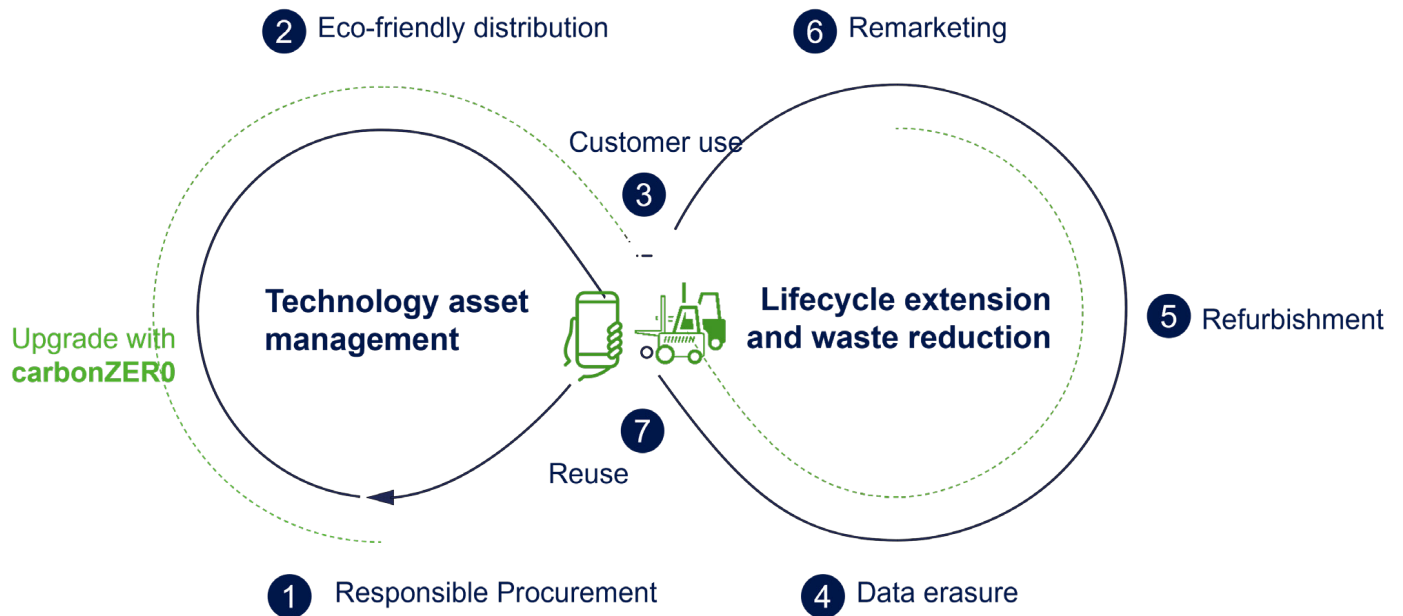 2 Eco-friendly distribution
6 Remarketing
Customer use
3
Technology asset
management
Lifecycle extension
and waste reduction
5 Refurbishment
Upgrade with
carbonZER0
7
Reuse
1 Responsible Procurement
4 Data erasure